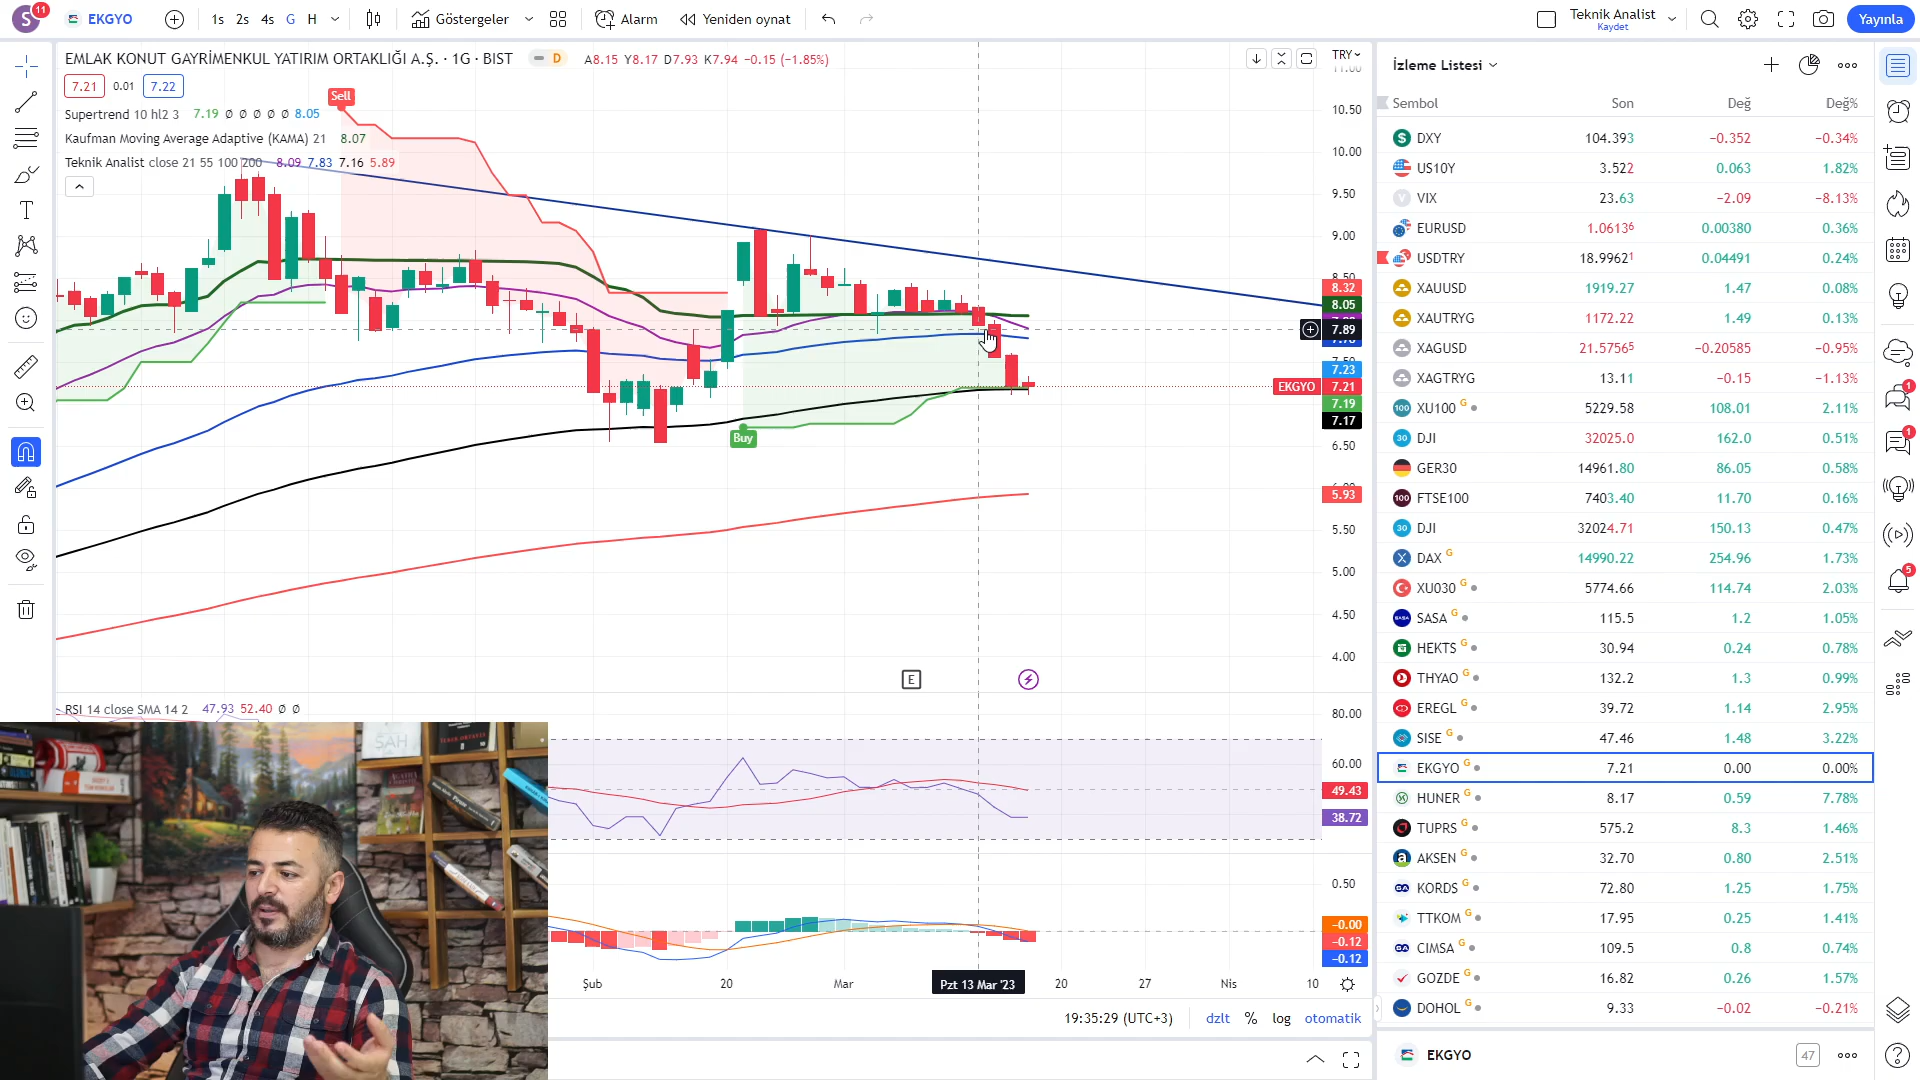 S 11 EKGYO 1s 2s 4s G H Göstergeler Alarm Yeniden oynat Teknik Analist Kaydet Yayınla
EMLAK KONUT GAYRİMENKUL YATIRIM ORTAKLIĞI A.Ş. · 1G · BIST D A8.15 Y8.17 D7.93 K7.94 −0.15 (−1.85%)
7.21 0.01 7.22
Supertrend 10 hl2 3 7.19 Ø Ø Ø Ø Ø 8.05
Kaufman Moving Average Adaptive (KAMA) 21 8.07
Teknik Analist close 21 55 100 200 8.09 7.83 7.16 5.89
Sell
Buy
E
TRY
11.00
10.50
10.00
9.50
9.00
8.50
8.32
8.05
7.89
7.50
7.23
EKGYO 7.21
7.19
7.17
6.50
6.00
5.93
5.50
5.00
4.50
4.00
RSI 14 close SMA 14 2 47.93 52.40 Ø Ø
80.00
60.00
49.43
38.72
0.50
−0.00
−0.12
−0.12
Şub 20 Mar Pzt 13 Mar '23 20 27 Nis 10
19:35:29 (UTC+3) dzlt % log otomatik
İzleme Listesi
Sembol Son Değ Değ%
DXY 104.393 −0.352 −0.34%
US10Y 3.522 0.063 1.82%
VIX 23.63 −2.09 −8.13%
EURUSD 1.06136 0.00380 0.36%
USDTRY 18.99621 0.04491 0.24%
XAUUSD 1919.27 1.47 0.08%
XAUTRYG 1172.22 1.49 0.13%
XAGUSD 21.57565 −0.20585 −0.95%
XAGTRYG 13.11 −0.15 −1.13%
100 XU100 G 5229.58 108.01 2.11%
30 DJI 32025.0 162.0 0.51%
GER30 14961.80 86.05 0.58%
100 FTSE100 7403.40 11.70 0.16%
30 DJI 32024.71 150.13 0.47%
DAX G 14990.22 254.96 1.73%
XU030 G 5774.66 114.74 2.03%
SASA G 115.5 1.2 1.05%
HEKTS G 30.94 0.24 0.78%
THYAO G 132.2 1.3 0.99%
EREGL G 39.72 1.14 2.95%
SISE G 47.46 1.48 3.22%
EKGYO G 7.21 0.00 0.00%
HUNER G 8.17 0.59 7.78%
TUPRS G 575.2 8.3 1.46%
AKSEN G 32.70 0.80 2.51%
KORDS G 72.80 1.25 1.75%
TTKOM G 17.95 0.25 1.41%
CIMSA G 109.5 0.8 0.74%
GOZDE G 16.82 0.26 1.57%
DOHOL G 9.33 −0.02 −0.21%
EKGYO 47
1
1
5
ŞAH